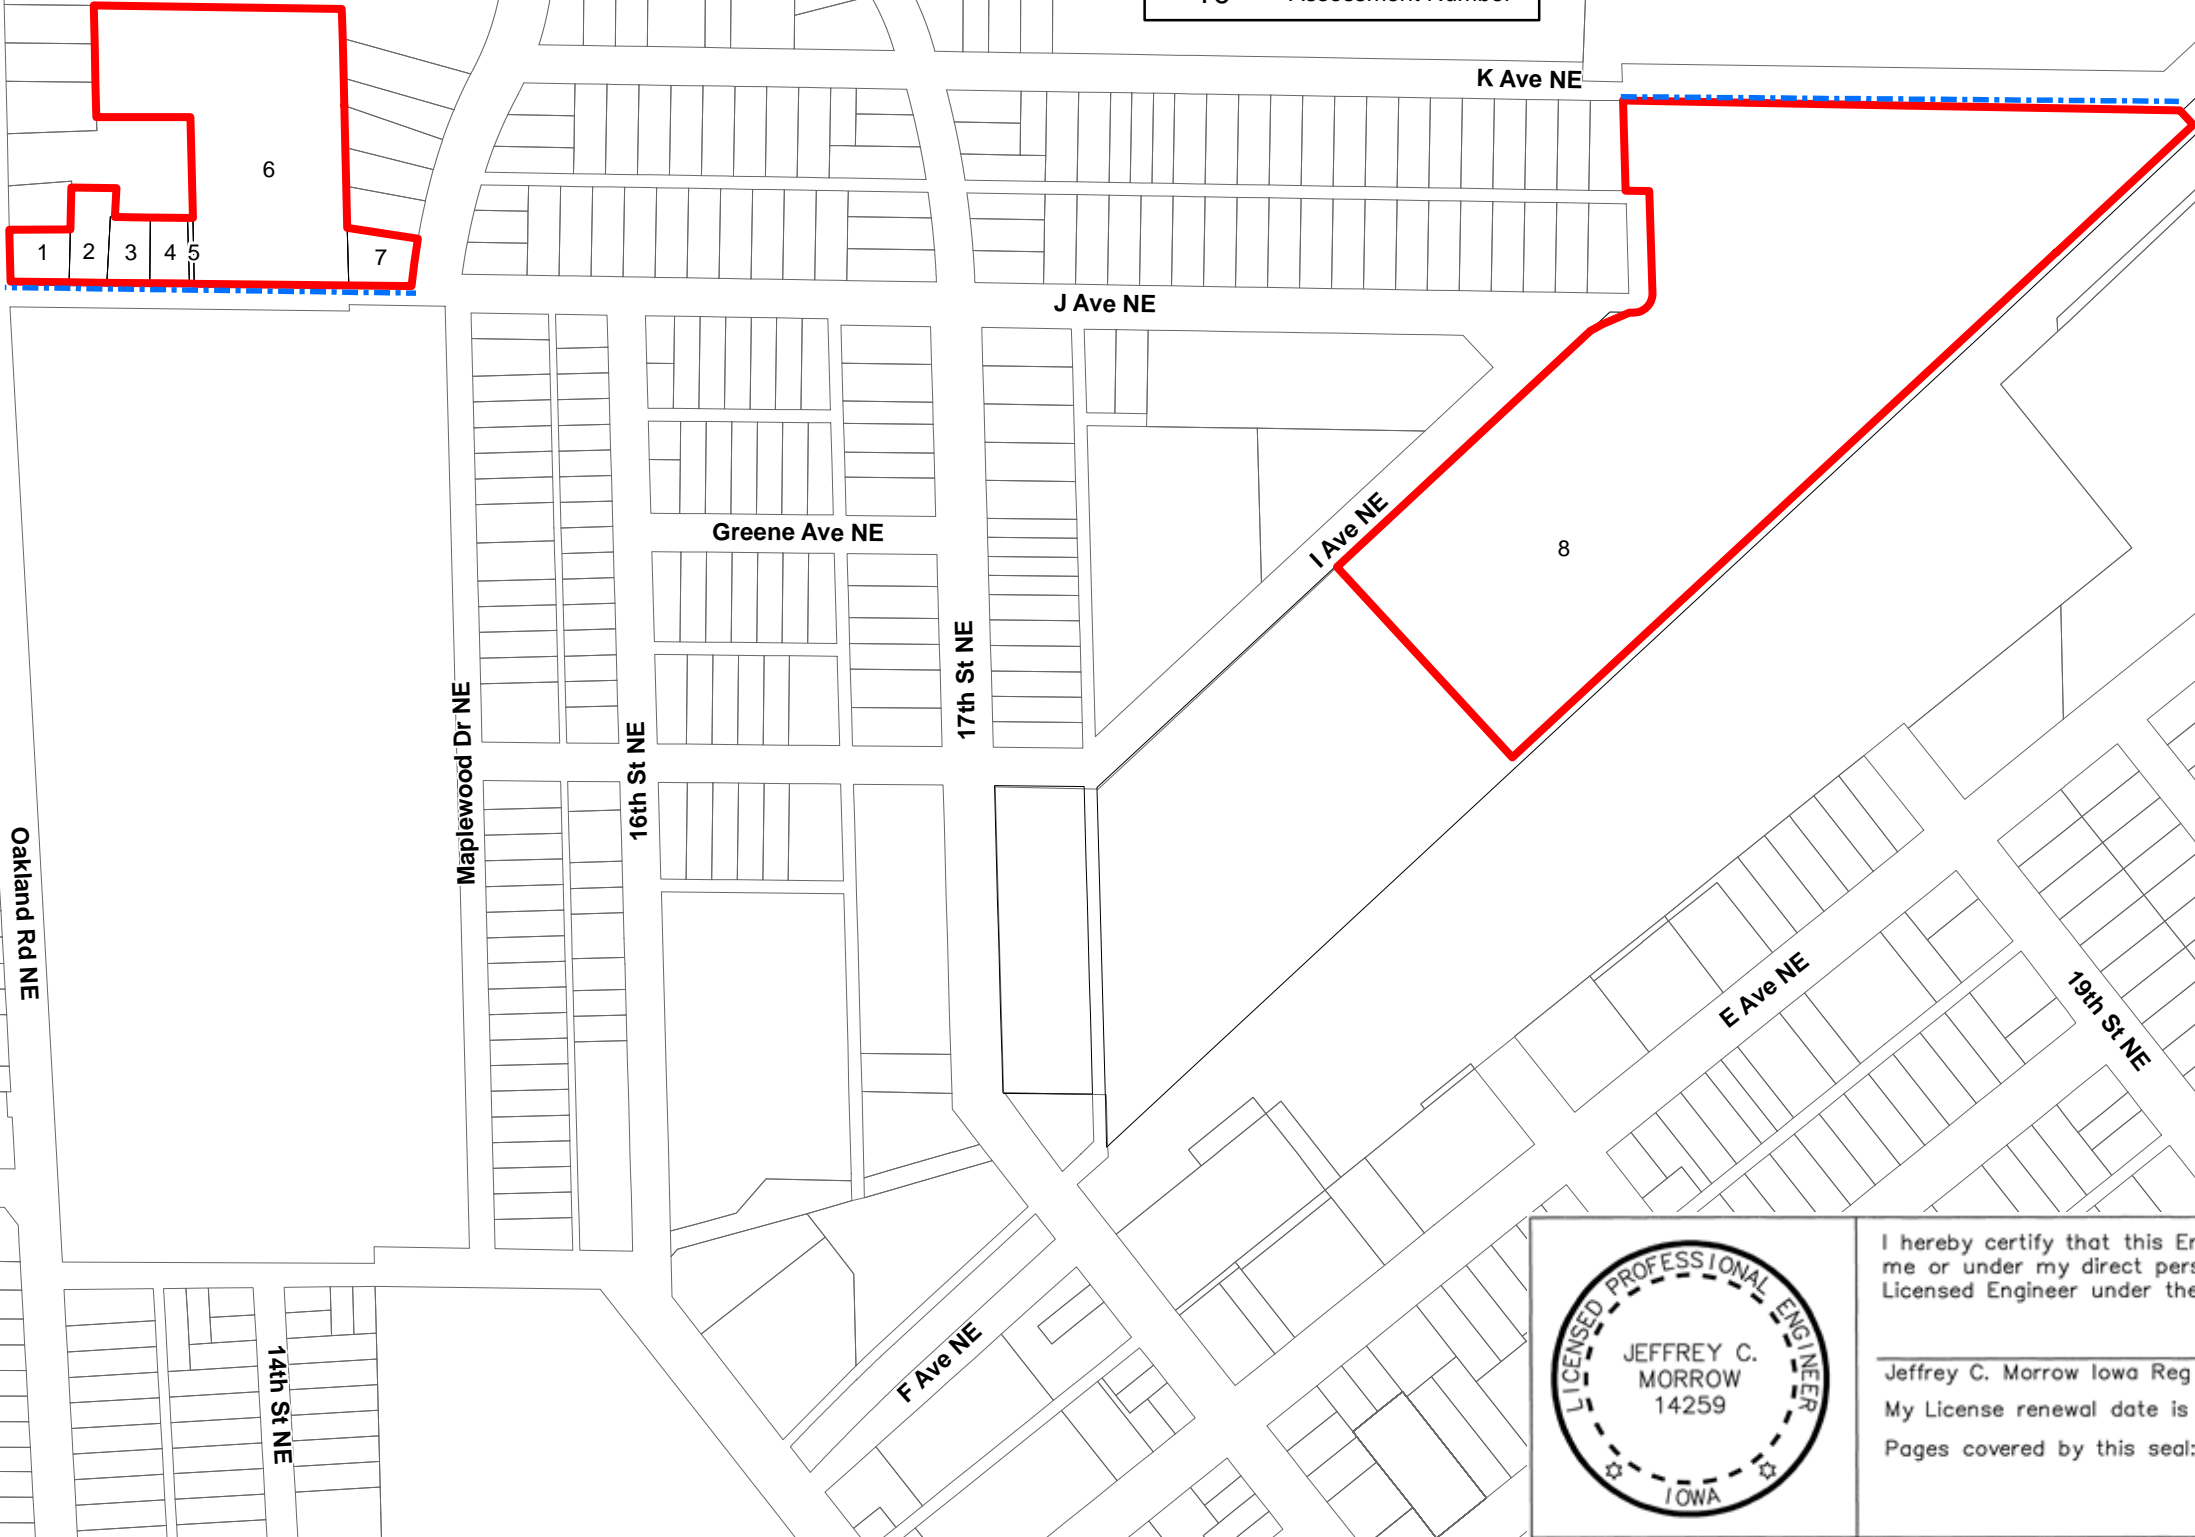 Assessment Number
K Ave NE
6
1
2
3
4
5
7
J Ave NE
Greene Ave NE
I Ave NE
8
17th St NE
Maplewood Dr NE
16th St NE
Oakland Rd NE
E Ave NE
19th St NE
F Ave NE
14th St NE
LICENSED PROFESSIONAL ENGINEER
JEFFREY C.
MORROW
14259
IOWA
I hereby certify that this
me or under my direct
Licensed Engineer under the
Jeffrey C. Morrow Iowa Reg
My License renewal date is
Pages covered by this seal: